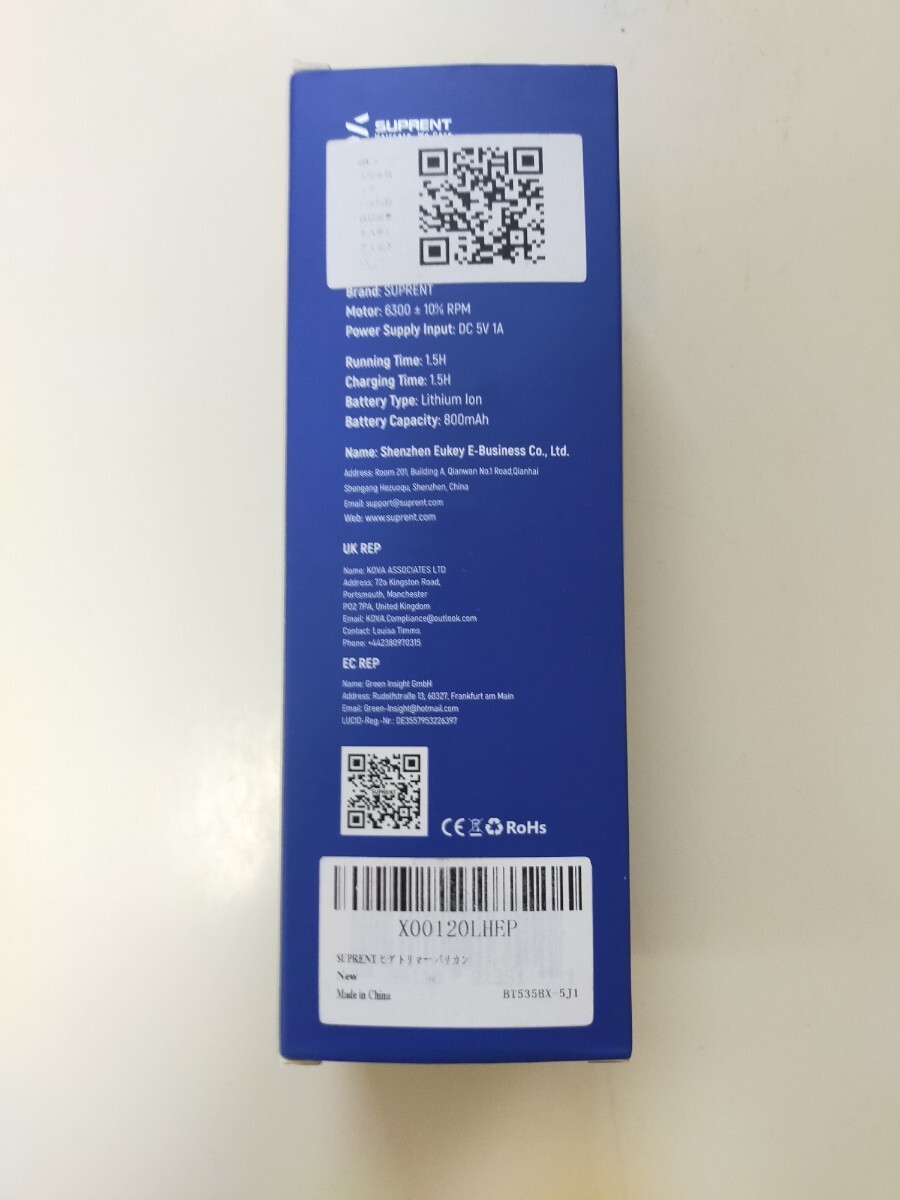 SUPRENT
Brand: SUPRENT
Motor: 6300 ± 10% RPM
Power Supply Input: DC 5V 1A
Running Time: 1.5H
Charging Time: 1.5H
Battery Type: Lithium Ion
Battery Capacity: 800mAh
Name: Shenzhen Eukey E-Business Co., Ltd.
Address: Room 201, Building A, Qianwan No.1 Road,Qianhai
Shengang Hezuoqu, Shenzhen, China
Email: support@suprent.com
Web: www.suprent.com
UK REP
Name: KOVA ASSOCIATES LTD
Address: 72a Kingston Road,
Portsmouth, Manchester
PO2 7PA, United Kingdom
Email: KOVA.Compliance@outlook.com
Contact: Louisa Timms
Phone: +442380970315
EC REP
Name: Green Insight GmbH
Address: Rudolfstraße 13, 60327, Frankfurt am Main
Email: Green-Insight@hotmail.com
LUCID-Reg.-Nr.: DE3557953226397
SUPRENT
CE RoHs
X00120LHEP
SUPRENT ヒゲトリマー バリカン
New
Made in China
BT535BX-5J1